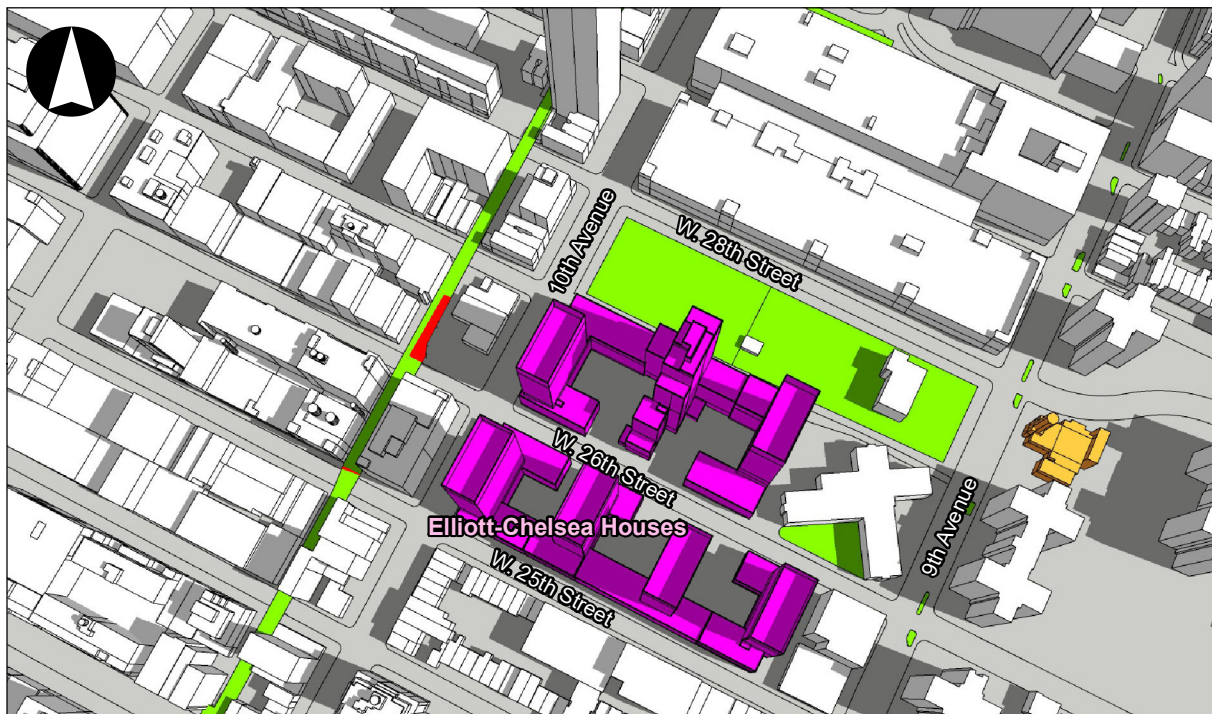 10th Avenue
W. 28th Street
W. 26th Street
Elliott-Chelsea Houses
W. 25th Street
9th Avenue